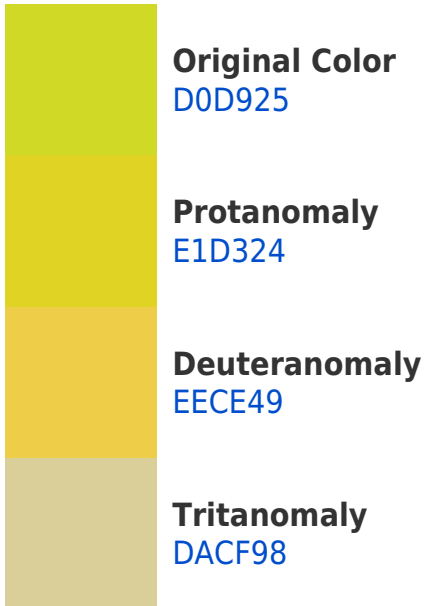 Original Color
D0D925
Protanomaly
E1D324
Deuteranomaly
EECE49
Tritanomaly
DACF98